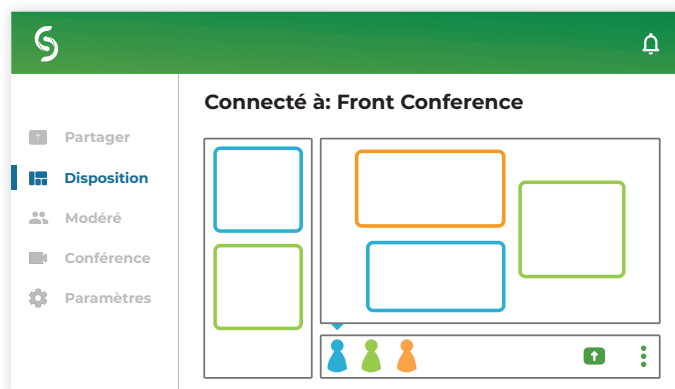 Connecté à: Front Conference
Partager
Disposition
Modéré
Conférence
Paramètres